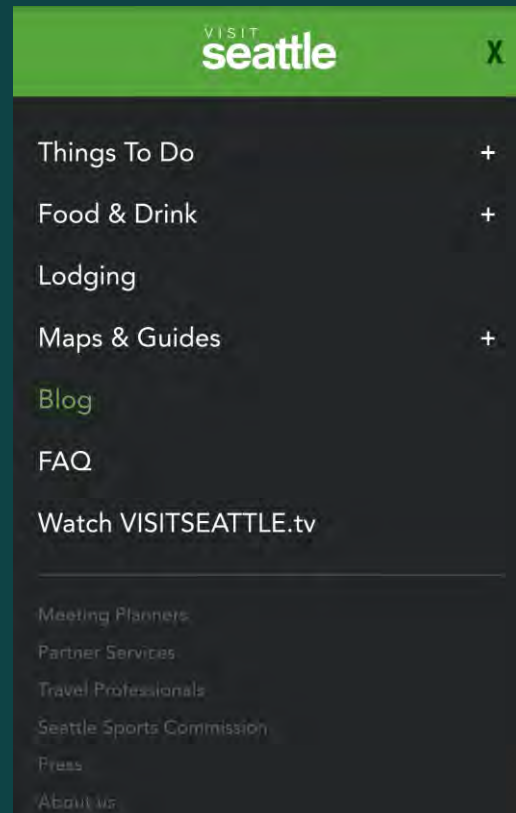 VISIT
seattle
X
Things To Do +
Food & Drink +
Lodging
Maps & Guides +
Blog
FAQ
Watch VISITSEATTLE.tv
Meeting Planners
Partner Services
Travel Professionals
Seattle Sports Commission
Press
About us